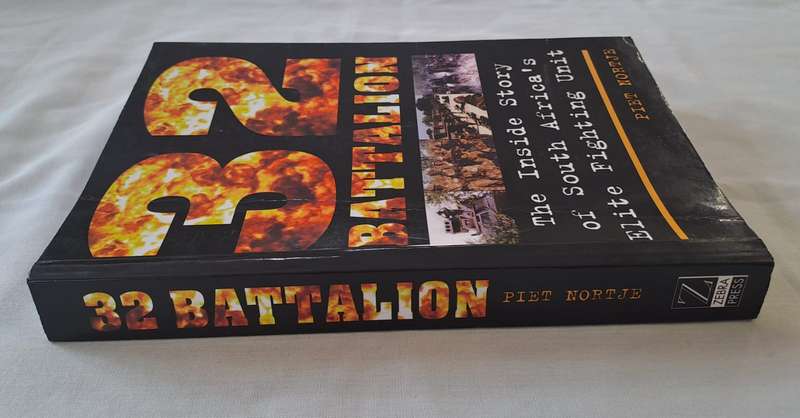 32
BATTALION
The Inside Story
of South Africa's
Elite Fighting Unit
PIET NORTJE
32 BATTALION PIET NORTJE Z ZEBRA
PRESS